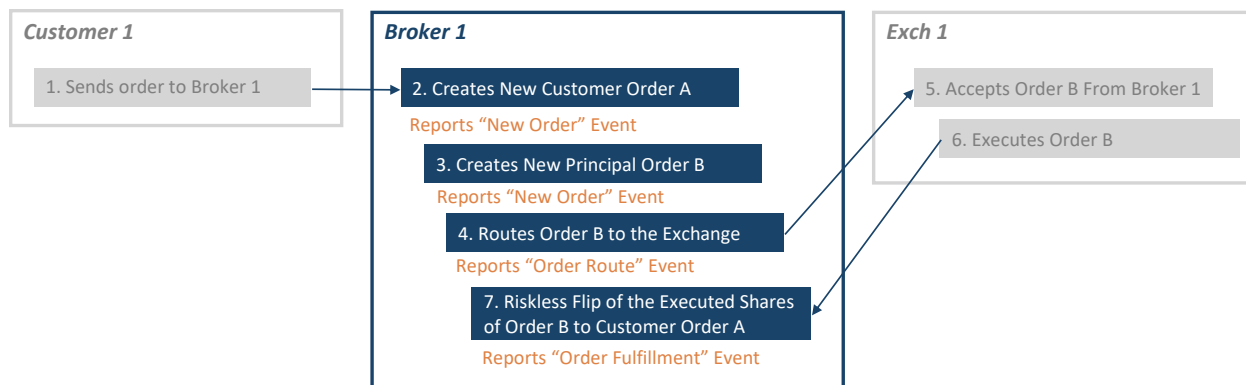 Customer 1
1. Sends order to Broker 1
Broker 1
2. Creates New Customer Order A
Reports “New Order” Event
3. Creates New Principal Order B
Reports “New Order” Event
4. Routes Order B to the Exchange
Reports “Order Route” Event
7. Riskless Flip of the Executed Shares
of Order B to Customer Order A
Reports “Order Fulfillment” Event
Exch 1
5. Accepts Order B From Broker 1
6. Executes Order B